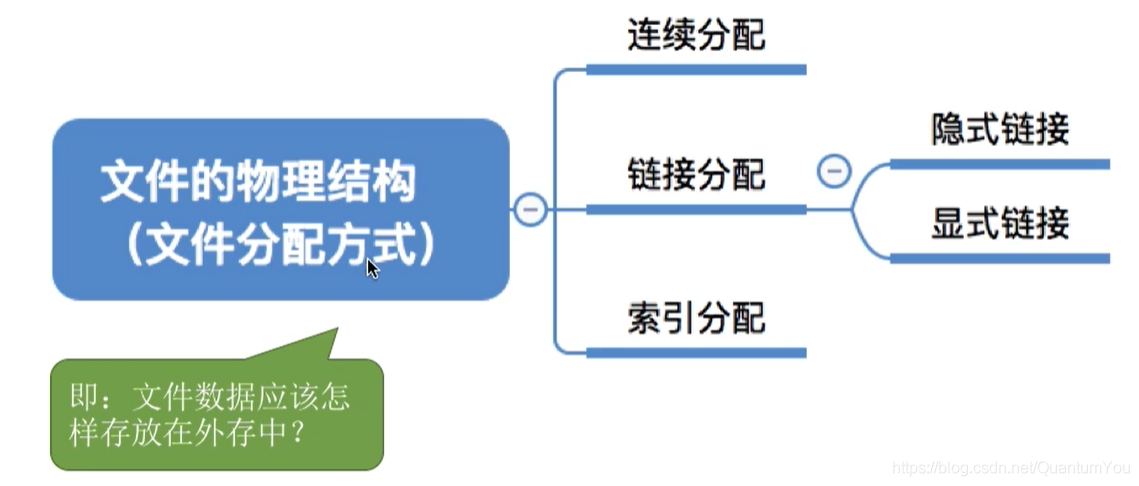 连续分配
隐式链接
文件的物理结构
链接分配
（文件分配方式）
显式链接
索引分配
即：文件数据应该怎
样存放在外存中？
https://blog.csdn.net/QuantumYou